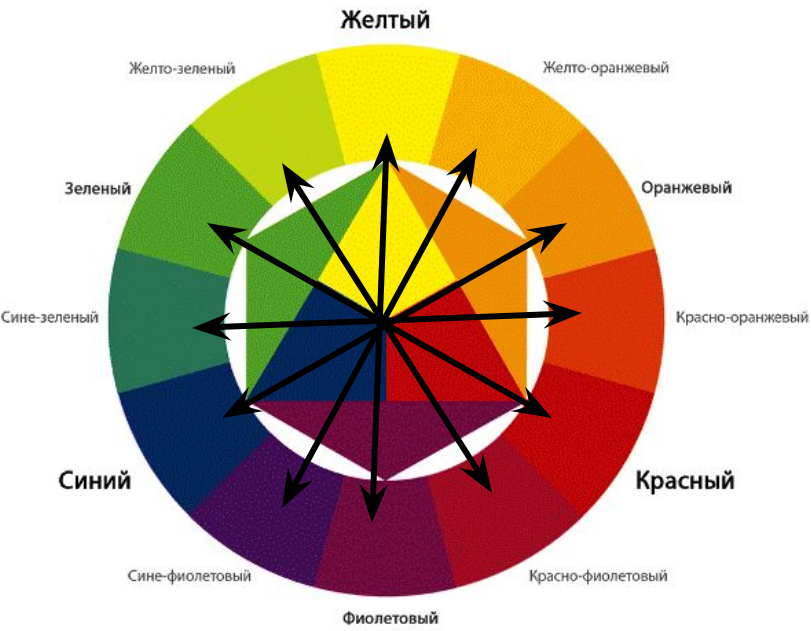 Желтый
Желто-зеленый
Желто-оранжевый
Зеленый
Оранжевый
Сине-зеленый
Красно-оранжевый
Синий
Красный
Сине-фиолетовый
Красно-фиолетовый
Фиолетовый